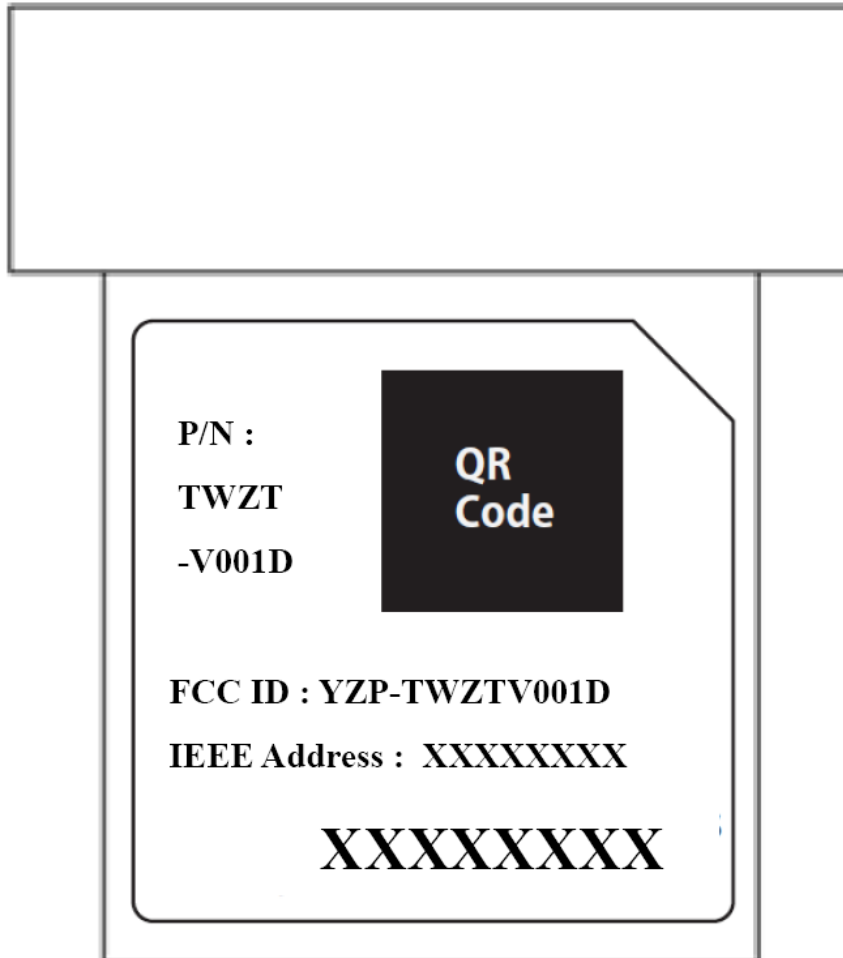 P/N :
TWZT
-V001D
QR
Code
FCC ID : YZP-TWZTV001D
IEEE Address : XXXXXXXX
XXXXXXXX